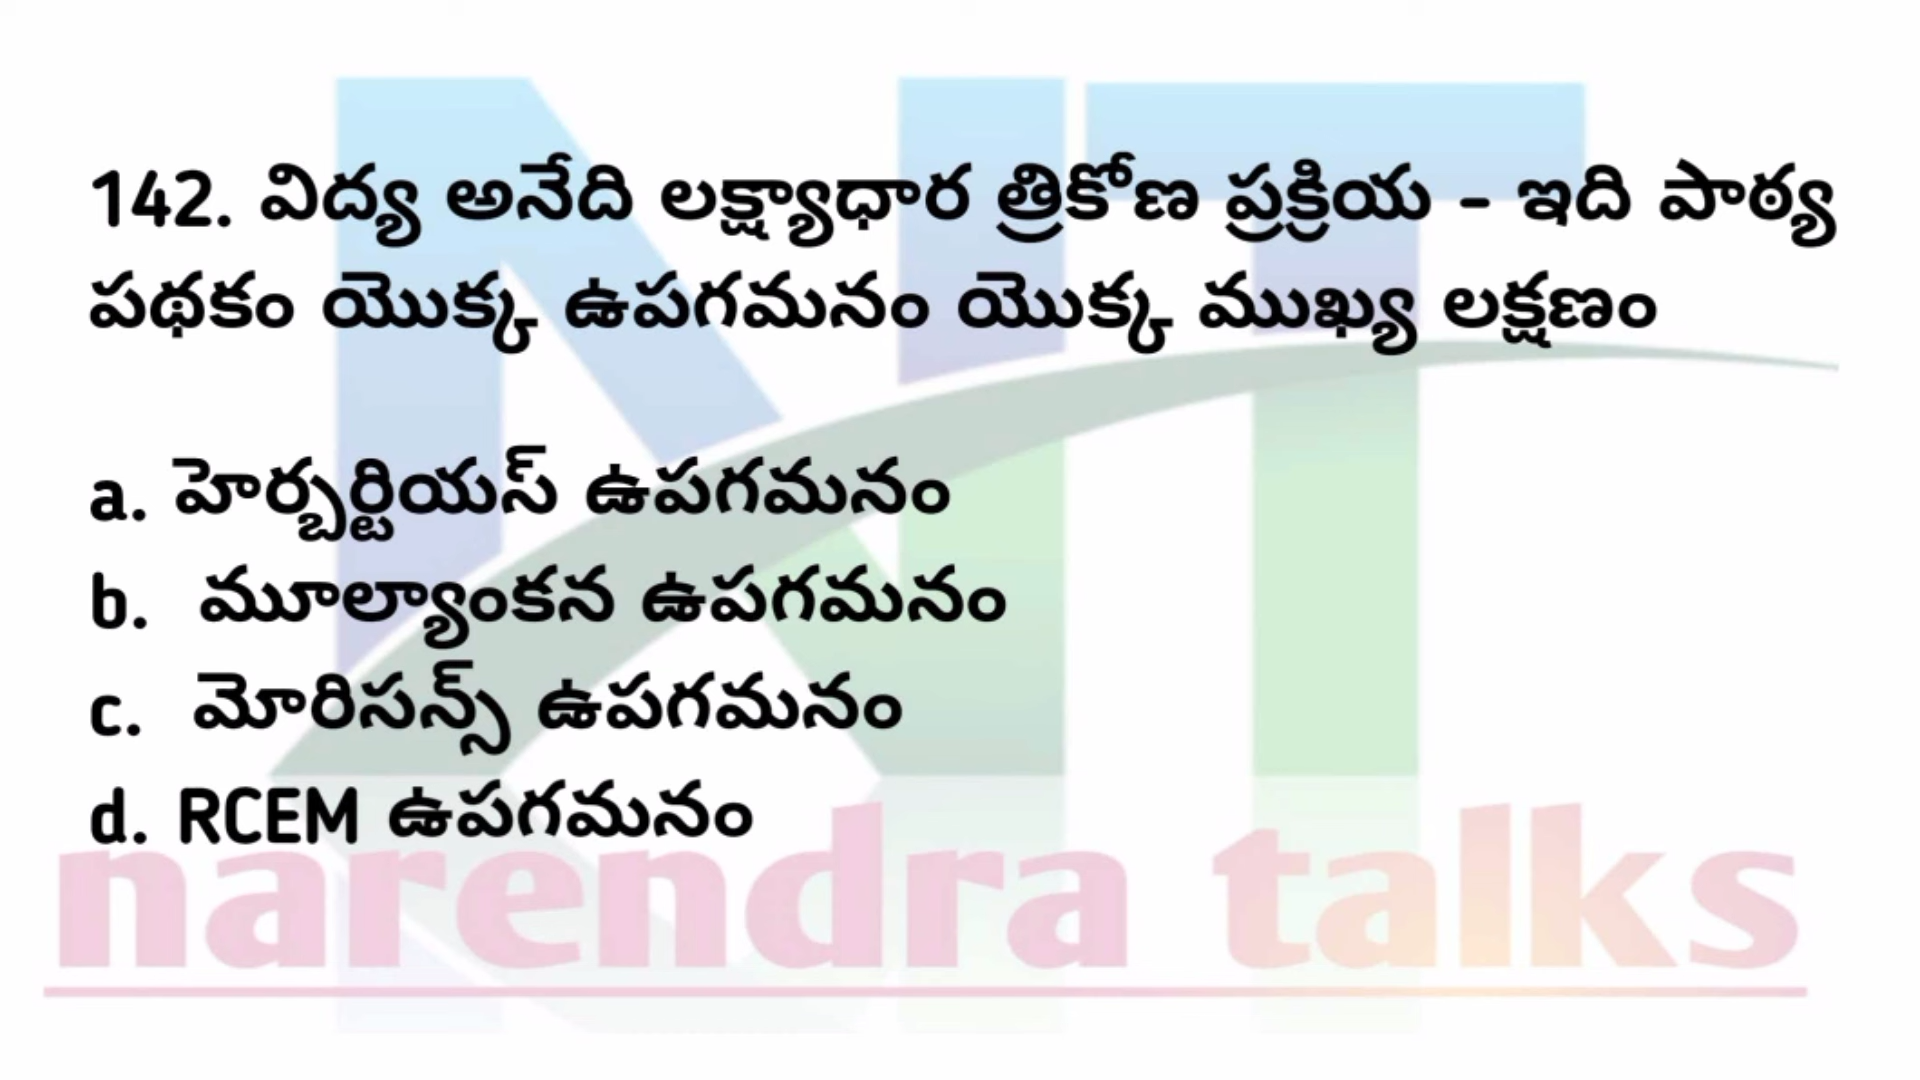 142. విద్య అనేది లక్ష్యాధార త్రికోణ ప్రక్రియ - ఇది పాఠ్య
పథకం యొక్క ఉపగమనం యొక్క ముఖ్య లక్షణం
a. హెర్బర్టియస్ ఉపగమనం
b. మూల్యాంకన ఉపగమనం
c. మోరిసన్స్ ఉపగమనం
d. RCEM ఉపగమనం
narendra talks